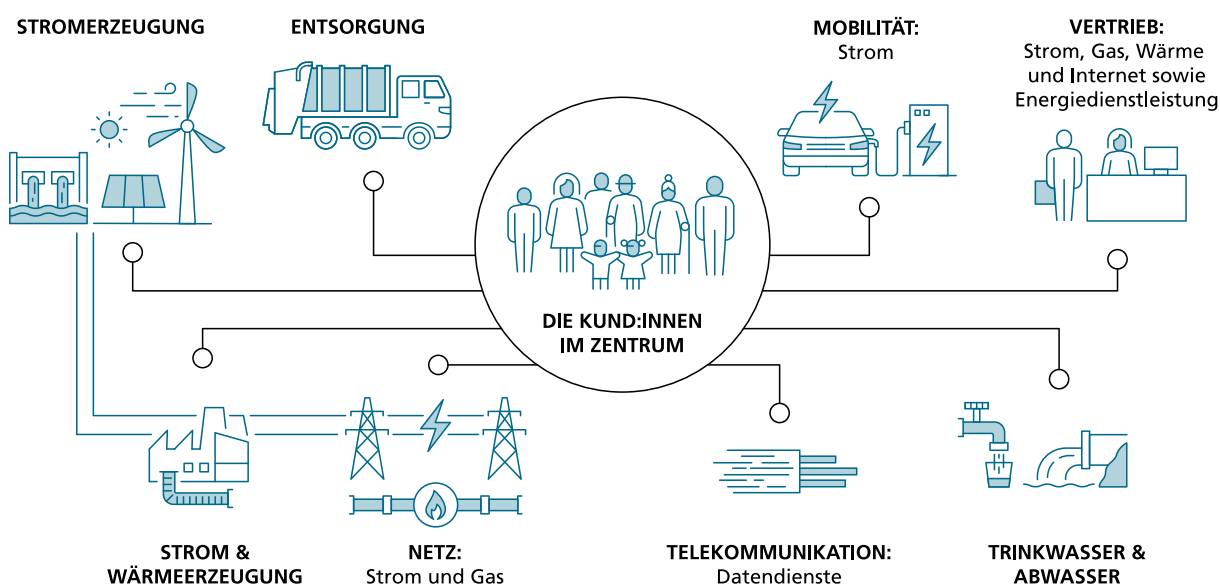 STROMERZEUGUNG
ENTSORGUNG
MOBILITÄT:
Strom
VERTRIEB:
Strom, Gas, Wärme
und Internet sowie
Energiedienstleistung
DIE KUND:INNEN
IM ZENTRUM
STROM &
WÄRMEERZEUGUNG
NETZ:
Strom und Gas
TELEKOMMUNIKATION:
Datendienste
TRINKWASSER &
ABWASSER